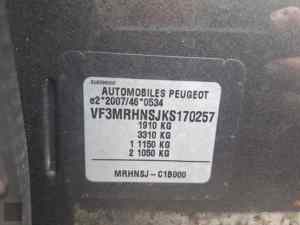 AUTOMOBILES PEUGEOT
e2*2007/46*0534
VF3MRHNSJKS170257
1910 KG
3310 KG
1 1150 KG
2 1050 KG
MRHNSJ-C1B000